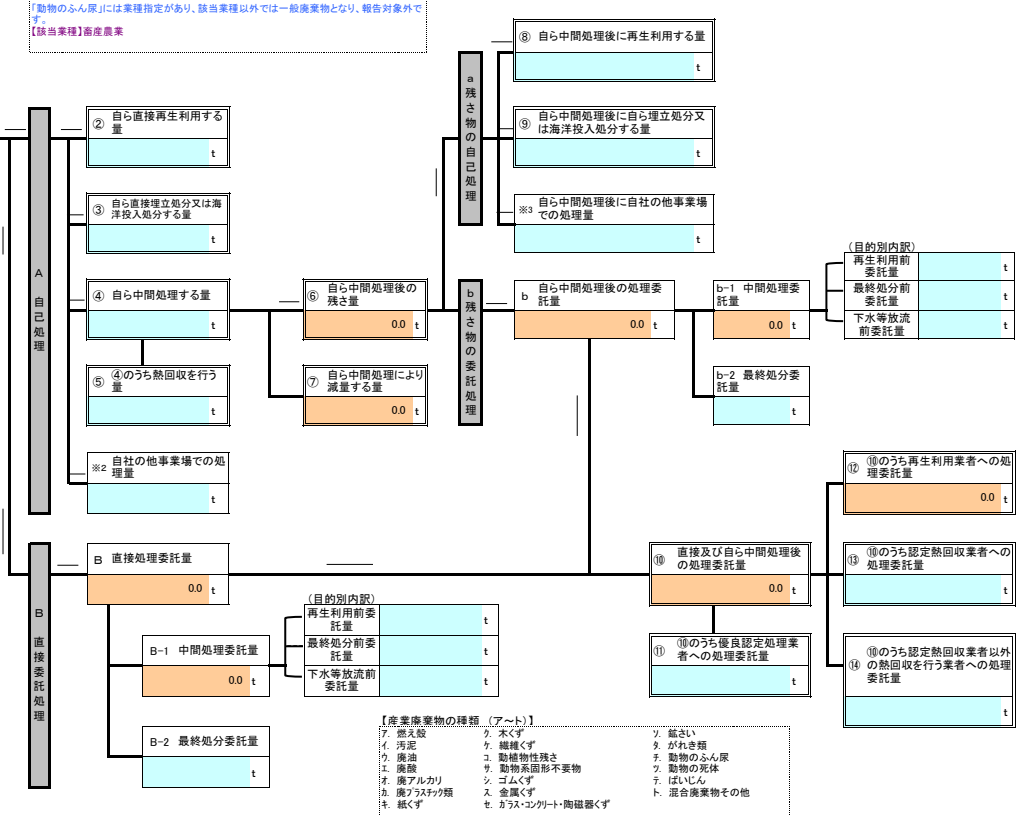 「動物のふん尿」には業種指定があり、該当業種以外では一般廃棄物となり、報告対象外で
す。
【該当業種】畜産農業
⑧ 自ら中間処理後に再生利用する量
t
a 残さ物の自己処理
② 自ら直接再生利用する
量
t
⑨ 自ら中間処理後に自ら埋立処分又
は海洋投入処分する量
t
③ 自ら直接埋立処分又は海
洋投入処分する量
t
※3 自ら中間処理後に自社の他事業場
での処理量
t
A 自己処理
④ 自ら中間処理する量
t
⑥ 自ら中間処理後の
残さ量
0.0 t
b 残さ物の委託処理
b 自ら中間処理後の処理委
託量
0.0 t
b-1 中間処理委
託量
0.0 t
(目的別内訳)
再生利用前
委託量
t
最終処分前
委託量
t
下水等放流
前委託量
t
⑤ ④のうち熱回収を行う
量
t
⑦ 自ら中間処理により
減量する量
0.0 t
b-2 最終処分委
託量
t
※2 自社の他事業場での処
理量
t
⑫ ⑩のうち再生利用業者への処
理委託量
0.0 t
B 直接委託処理
B 直接処理委託量
0.0 t
⑩ 直接及び自ら中間処理後
の処理委託量
0.0 t
⑬ ⑩のうち認定熱回収業者への
処理委託量
t
(目的別内訳)
再生利用前委
託量
t
最終処分前委
託量
t
下水等放流前
委託量
t
B-1 中間処理委託量
0.0 t
⑪ ⑩のうち優良認定処理業
者への処理委託量
t
⑭ ⑩のうち認定熱回収業者以外
の熱回収を行う業者への処理
委託量
t
B-2 最終処分委託量
t
【産業廃棄物の種類 (ア～ト)】
ア. 燃え殻
イ. 汚泥
ウ. 廃油
エ. 廃酸
オ. 廃アルカリ
カ. 廃プラスチック類
キ. 紙くず
ク. 木くず
ケ. 繊維くず
コ. 動植物性残さ
サ. 動物系固形不要物
シ. ゴムくず
ス. 金属くず
セ. ガラス・コンクリート・陶磁器くず
ソ. 鉱さい
タ. がれき類
チ. 動物のふん尿
ツ. 動物の死体
テ. ばいじん
ト. 混合廃棄物その他